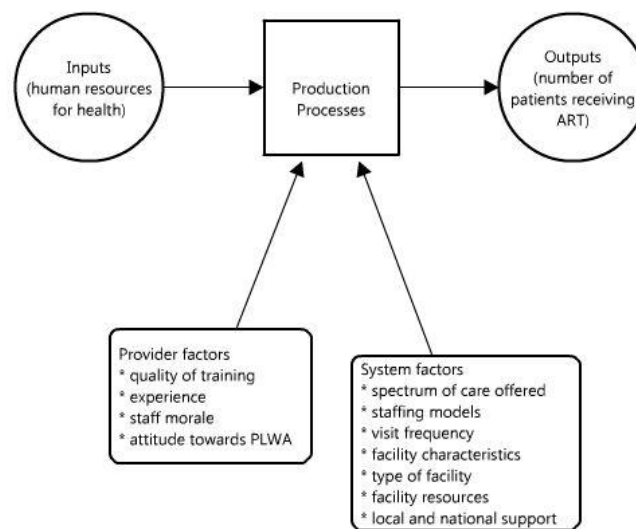 Inputs
(human resources
for health)
Production
Processes
Outputs
(number of
patients receiving
ART)
Provider factors
* quality of training
* experience
* staff morale
* attitude towards PLWA
System factors
* spectrum of care offered
* staffing models
* visit frequency
* facility characteristics
* type of facility
* facility resources
* local and national support